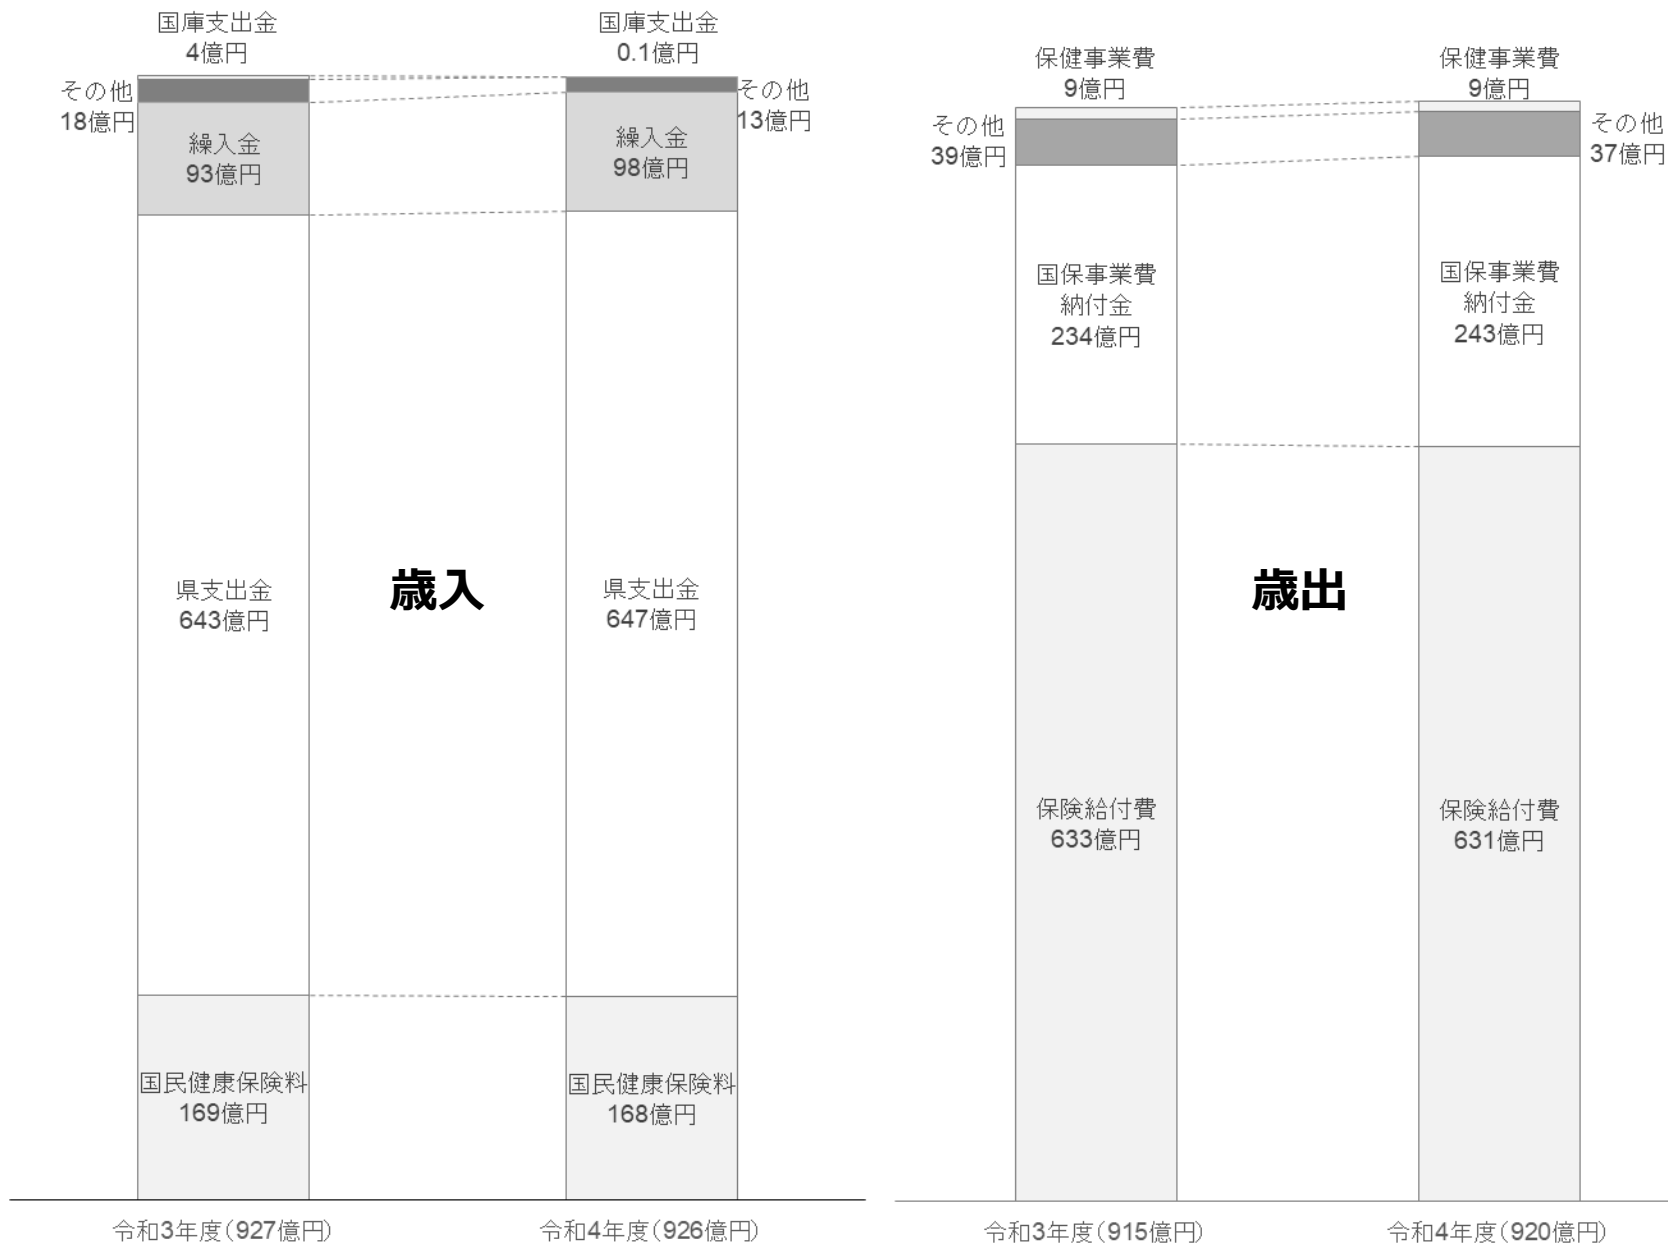 国庫支出金
4億円
その他
18億円
繰入金
93億円
県支出金
643億円
国民健康保険料
169億円
令和3年度(927億円)
歳入
国庫支出金
0.1億円
その他
13億円
繰入金
98億円
県支出金
647億円
国民健康保険料
168億円
令和4年度(926億円)
保健事業費
9億円
その他
39億円
国保事業費
納付金
234億円
保険給付費
633億円
令和3年度(915億円)
歳出
保健事業費
9億円
その他
37億円
国保事業費
納付金
243億円
保険給付費
631億円
令和4年度(920億円)